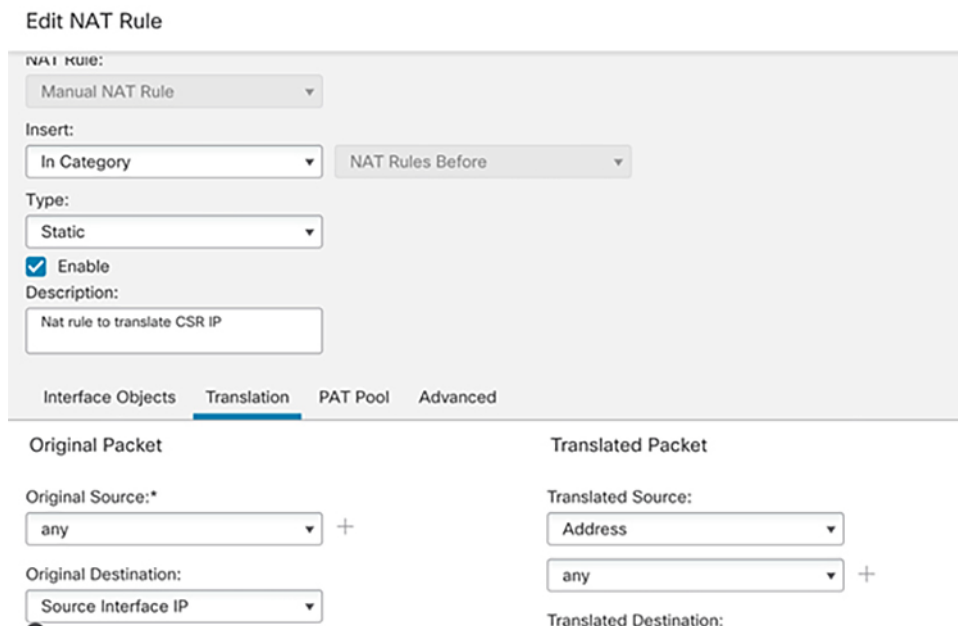 Edit NAT Rule
NAT Rule:
Manual NAT Rule
Insert:
In Category
NAT Rules Before
Type:
Static
Enable
Description:
Nat rule to translate CSR IP
Interface Objects Translation PAT Pool Advanced
Original Packet
Translated Packet
Original Source:*
Translated Source:
any
Address
Original Destination:
any
Source Interface IP
Translated Destination: